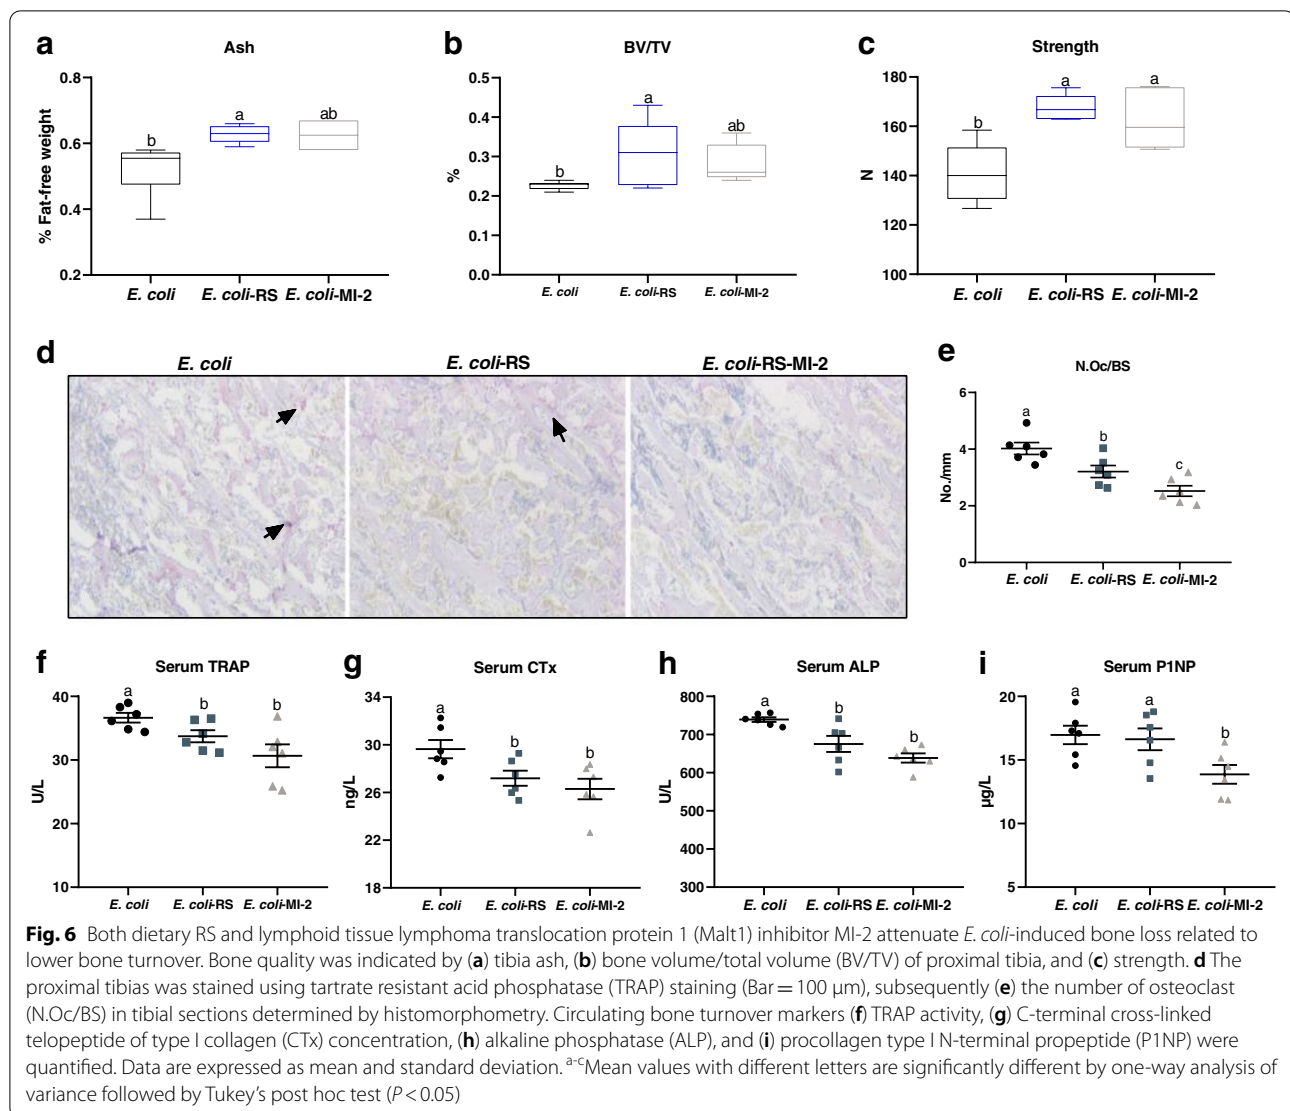 a
Ash
% Fat-free weight
0.8
0.6
0.4
0.2
b
a
ab
E. coli
E. coli-RS
E. coli-MI-2
b
BV/TV
%
0.5
0.4
0.3
0.2
0.1
0.0
b
a
ab
E. coli
E. coli-RS
E. coli-MI-2
c
Strength
N
180
160
140
120
100
b
a
a
E. coli
E. coli-RS
E. coli-MI-2
d
E. coli
E. coli-RS
E. coli-RS-MI-2
e
N.Oc/BS
No./mm
6
4
2
0
a
b
c
E. coli
E. coli-RS
E. coli-MI-2
f
Serum TRAP
U/L
40
30
20
10
a
b
b
E. coli
E. coli-RS
E. coli-MI-2
g
Serum CTx
ng/L
34
30
26
22
18
a
b
b
E. coli
E. coli-RS
E. coli-MI-2
h
Serum ALP
U/L
800
700
600
500
400
300
a
b
b
E. coli
E. coli-RS
E. coli-MI-2
i
Serum P1NP
µg/L
20
15
10
5
a
a
b
E. coli
E. coli-RS
E. coli-MI-2
Fig. 6 Both dietary RS and lymphoid tissue lymphoma translocation protein 1 (Malt1) inhibitor MI-2 attenuate E. coli-induced bone loss related to
lower bone turnover. Bone quality was indicated by (a) tibia ash, (b) bone volume/total volume (BV/TV) of proximal tibia, and (c) strength. d The
proximal tibias was stained using tartrate resistant acid phosphatase (TRAP) staining (Bar = 100 µm), subsequently (e) the number of osteoclast
(N.Oc/BS) in tibial sections determined by histomorphometry. Circulating bone turnover markers (f) TRAP activity, (g) C-terminal cross-linked
telopeptide of type I collagen (CTx) concentration, (h) alkaline phosphatase (ALP), and (i) procollagen type I N-terminal propeptide (P1NP) were
quantified. Data are expressed as mean and standard deviation. a-cMean values with different letters are significantly different by one-way analysis of
variance followed by Tukey's post hoc test (P < 0.05)